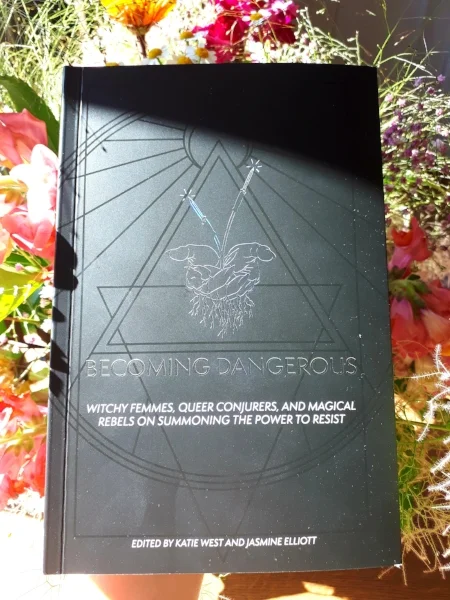 BECOMING DANGEROUS
WITCHY FEMMES, QUEER CONJURERS, AND MAGICAL
REBELS ON SUMMONING THE POWER TO RESIST
EDITED BY KATIE WEST AND JASMINE ELLIOTT